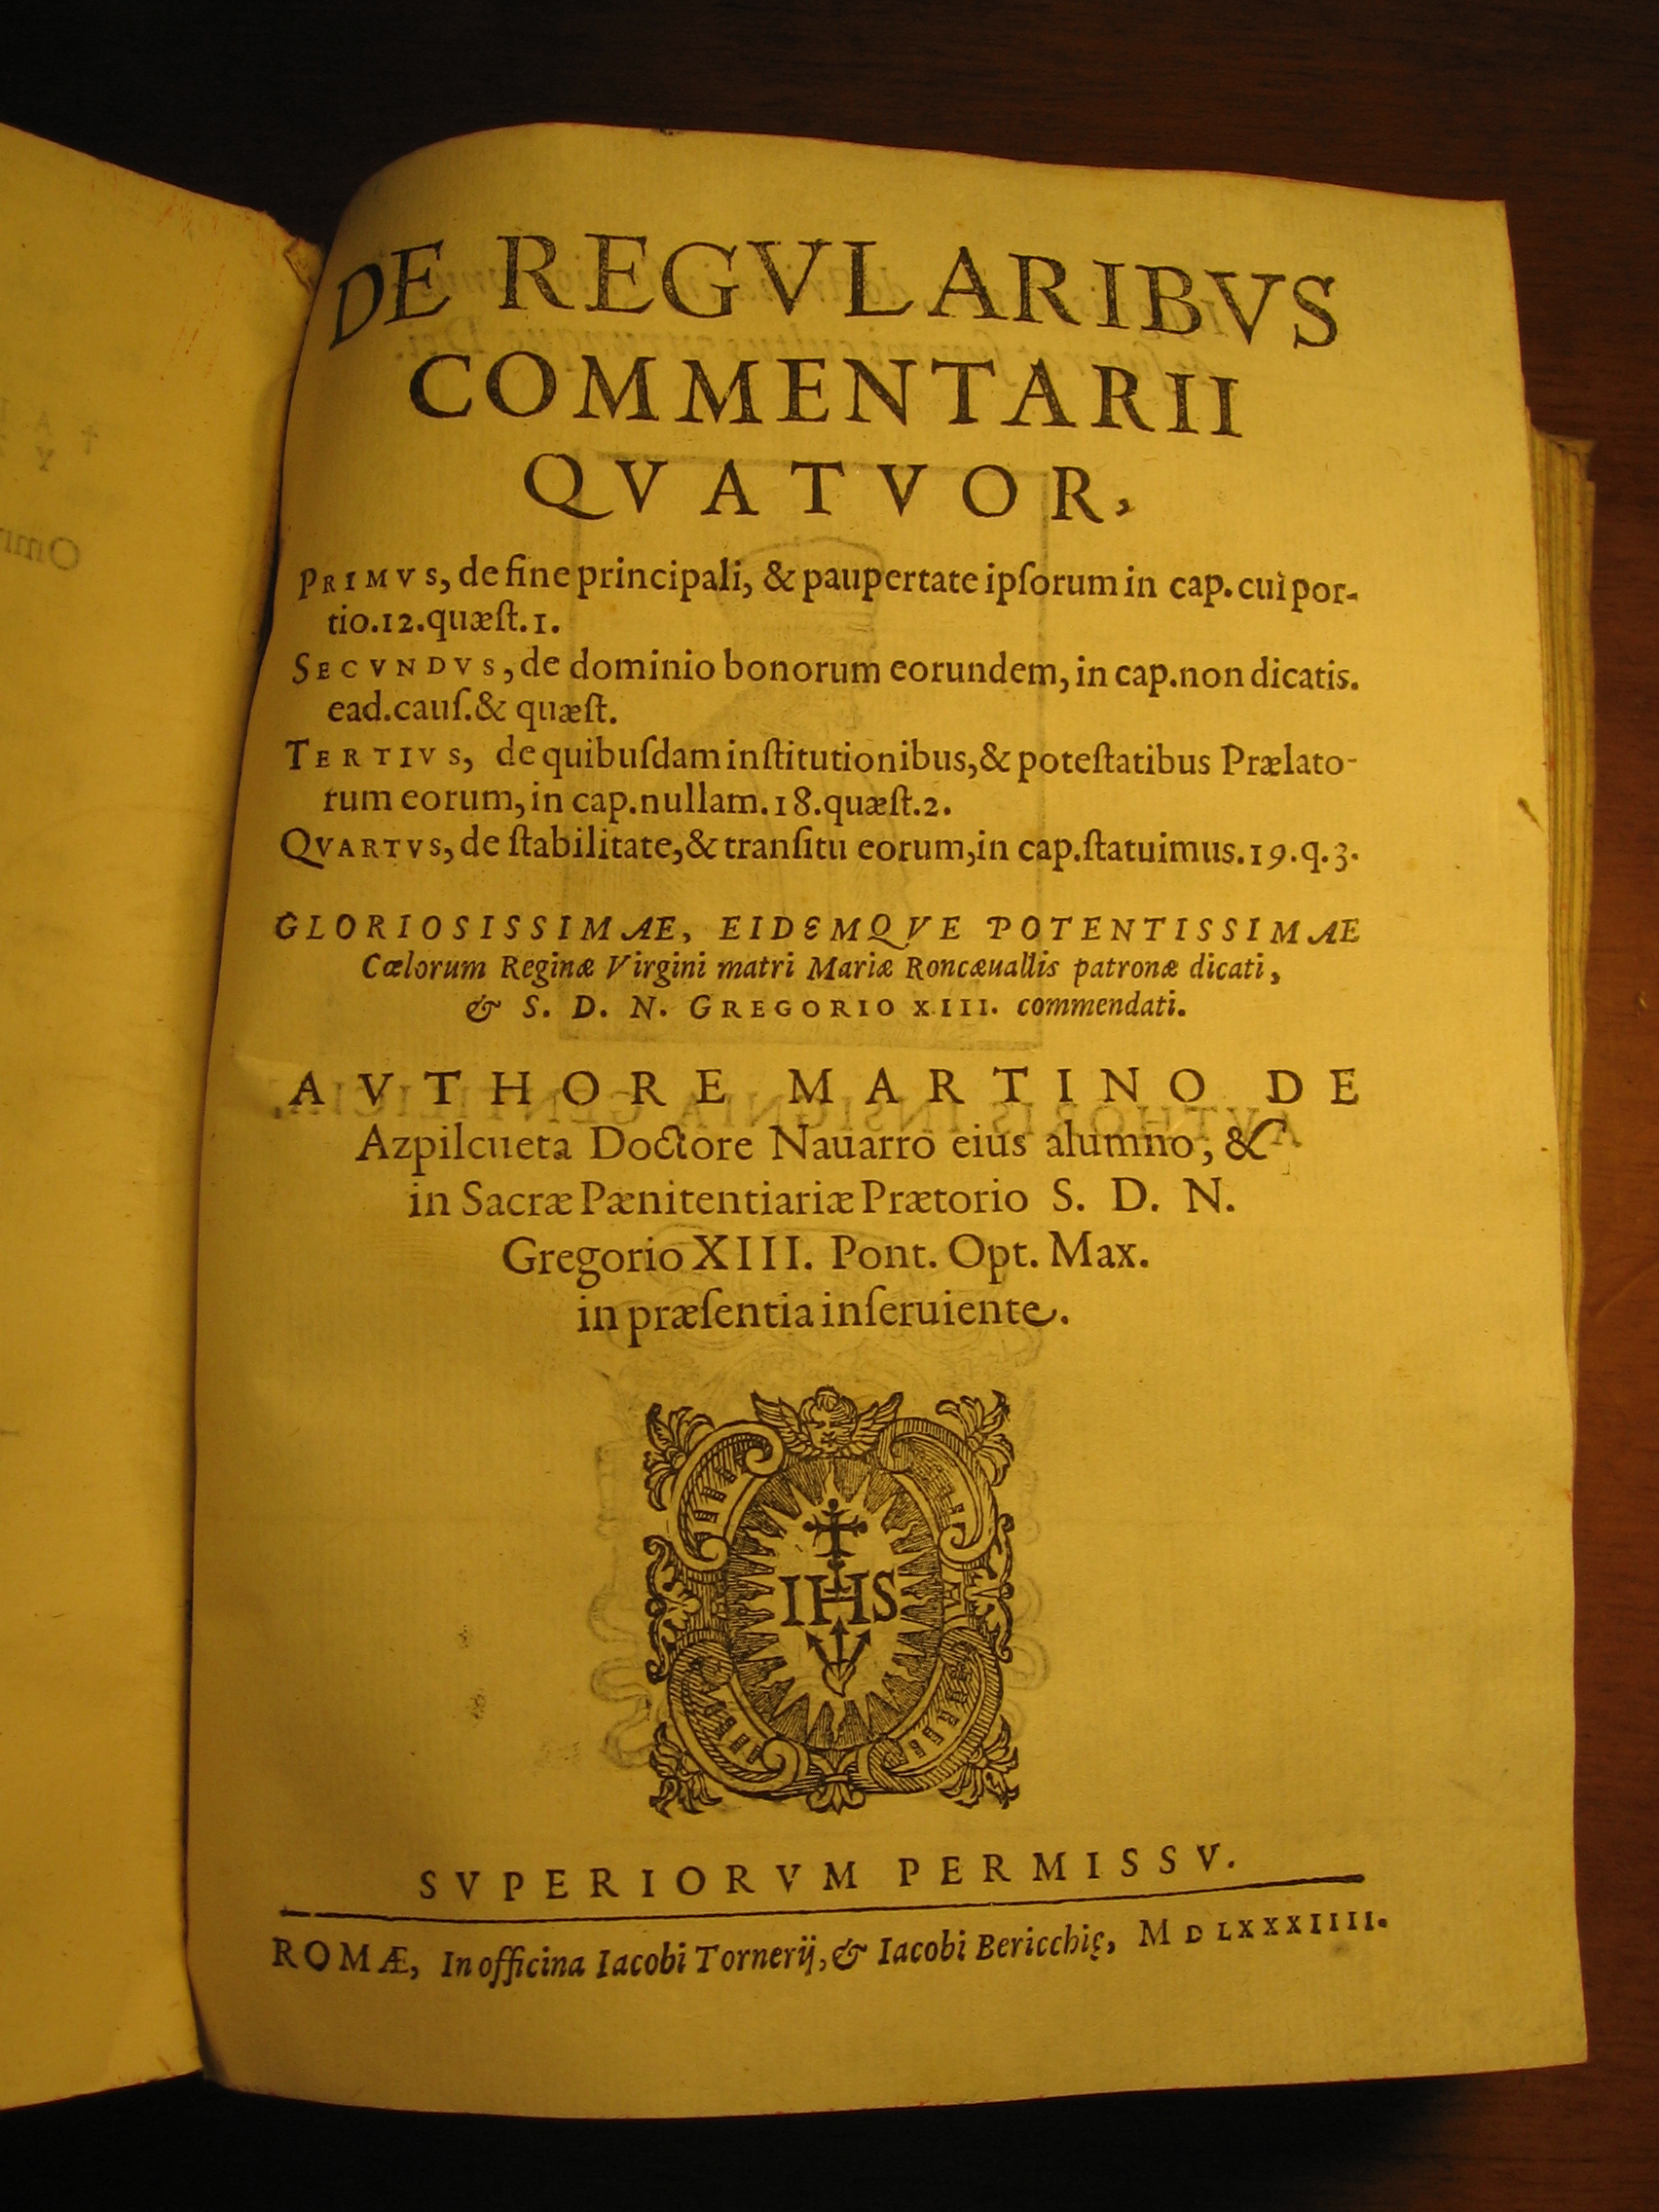 DE REGVLARIBVS
COMMENTARII
QVATVOR,
PRIMVS, de fine principali, & paupertate ipſorum in cap. cui por-
tio.12.quæſt.1.
SECVNDVS, de dominio bonorum eorundem, in cap.non dicatis.
ead.cauſ.& quæſt.
TERTIVS, de quibuſdam inſtitutionibus,& poteſtatibus Prælato-
rum eorum, in cap.nullam.18.quæſt.2.
QVARTVS, de ſtabilitate,& tranſitu eorum,in cap.ſtatuimus.19.q.3.
GLORIOSISSIMAE, EIDEMQVE POTENTISSIMAE
Cœlorum Reginæ Virgini matri Mariæ Roncæuallis patronæ dicati,
& S. D. N. GREGORIO XIII. commendati.
AVTHORE MARTINO DE
Azpilcueta Doctore Nauarro eius alumno, &
in Sacræ Pænitentiariæ Prætorio S. D. N.
Gregorio XIII. Pont. Opt. Max.
in præſentia inſeruiente.
IHS
SVPERIORVM PERMISSV.
ROMÆ, In officina Iacobi Tornerij, & Iacobi Bericchię, MDLXXXIIII.